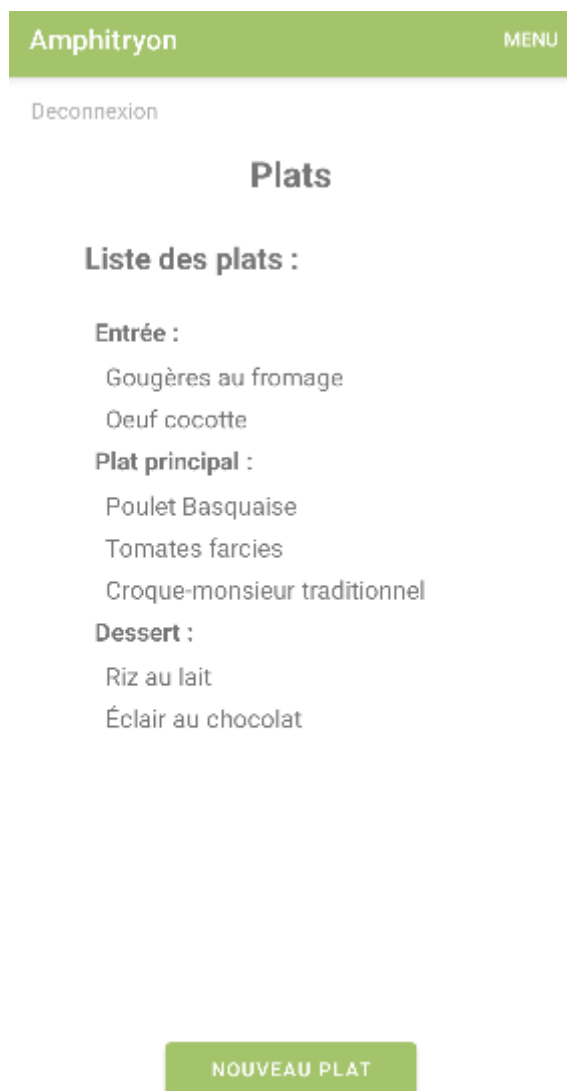 Amphitryon MENU
Deconnexion
Plats
Liste des plats :
Entrée :
Gougères au fromage
Oeuf cocotte
Plat principal :
Poulet Basquaise
Tomates farcies
Croque-monsieur traditionnel
Dessert :
Riz au lait
Éclair au chocolat
NOUVEAU PLAT